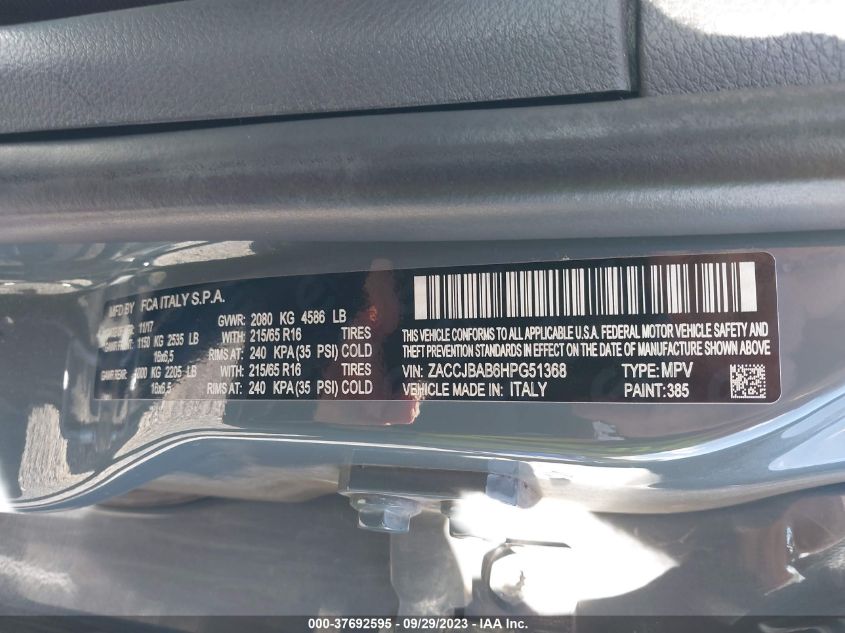 MFD BY FCA ITALY S.P.A.
11/17 GVWR: 2080 KG 4586 LB
1150 KG 2535 LB WITH: 215/65 R16 TIRES
16x6,5 RIMS AT: 240 KPA (35 PSI) COLD
GAWR REAR: 1000 KG 2205 LB WITH: 215/65 R16 TIRES
16x6,5 RIMS AT: 240 KPA (35 PSI) COLD
THIS VEHICLE CONFORMS TO ALL APPLICABLE U.S.A. FEDERAL MOTOR VEHICLE SAFETY AND
THEFT PREVENTION STANDARDS IN EFFECT ON THE DATE OF MANUFACTURE SHOWN ABOVE
VIN: ZACCJBAB6HPG51368 TYPE: MPV
VEHICLE MADE IN: ITALY PAINT: 385
000-37692595 - 09/29/2023 - IAA Inc.